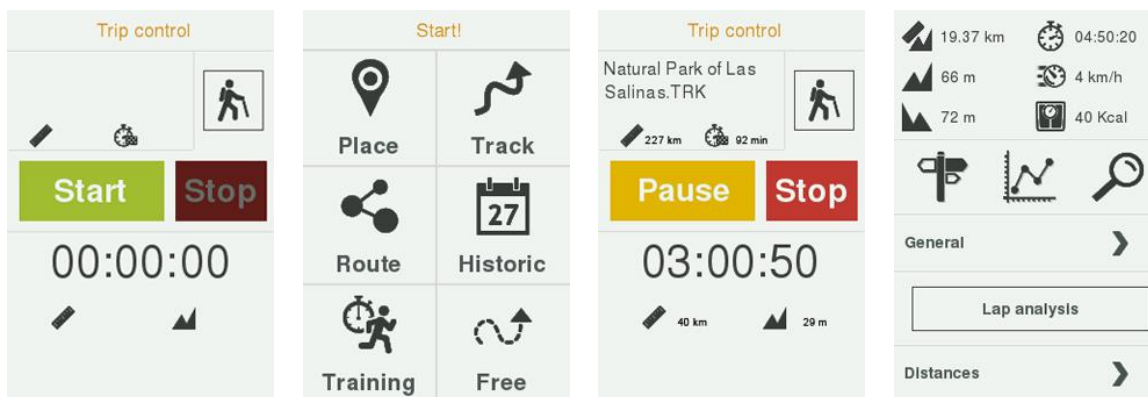 Trip control
Start
Stop
00:00:00
Start!
Place
Track
27
Route
Historic
Training
Free
Trip control
Natural Park of Las
Salinas.TRK
227 km
92 min
Pause
Stop
03:00:50
40 km
29 m
19.37 km
04:50:20
66 m
4 km/h
72 m
40 Kcal
General
Lap analysis
Distances